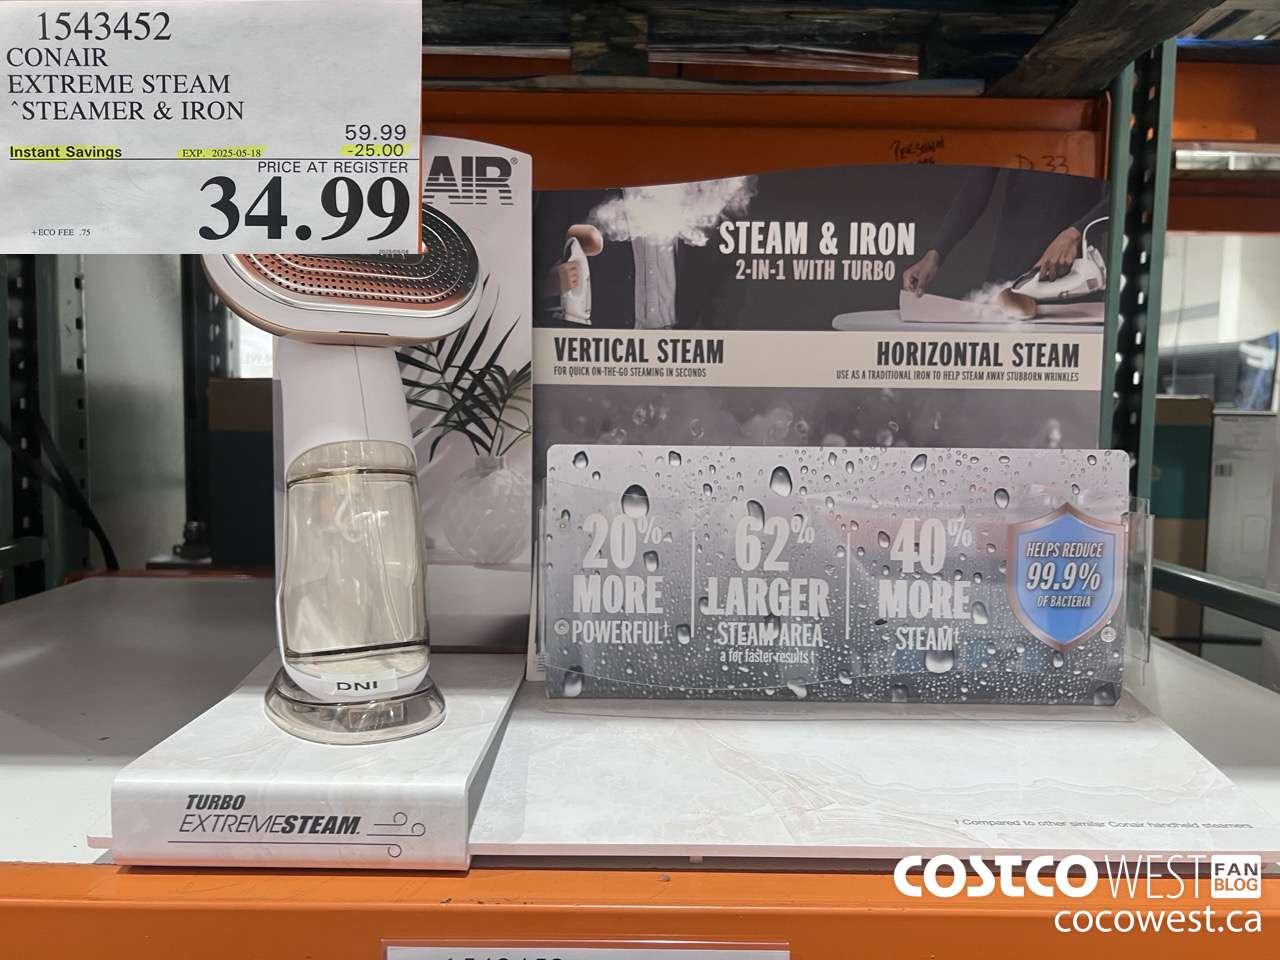 1543452
CONAIR
EXTREME STEAM
^STEAMER & IRON
59.99
Instant Savings EXP. 2025-05-18 -25.00
PRICE AT REGISTER
34.99
+ECO FEE .75
AIR®
D 33
STEAM & IRON
2-IN-1 WITH TURBO
VERTICAL STEAM
FOR QUICK ON-THE-GO STEAMING IN SECONDS
HORIZONTAL STEAM
USE AS A TRADITIONAL IRON TO HELP STEAM AWAY STUBBORN WRINKLES
20%
MORE
POWERFUL†
62%
LARGER
STEAM AREA
a for faster results†
40%
MORE
STEAM†
HELPS REDUCE
99.9%
OF BACTERIA
DNI
TURBO
EXTREMESTEAM.
† Compared to other similar Conair handheld steamers
COSTCO WEST FAN BLOG
cocowest.ca